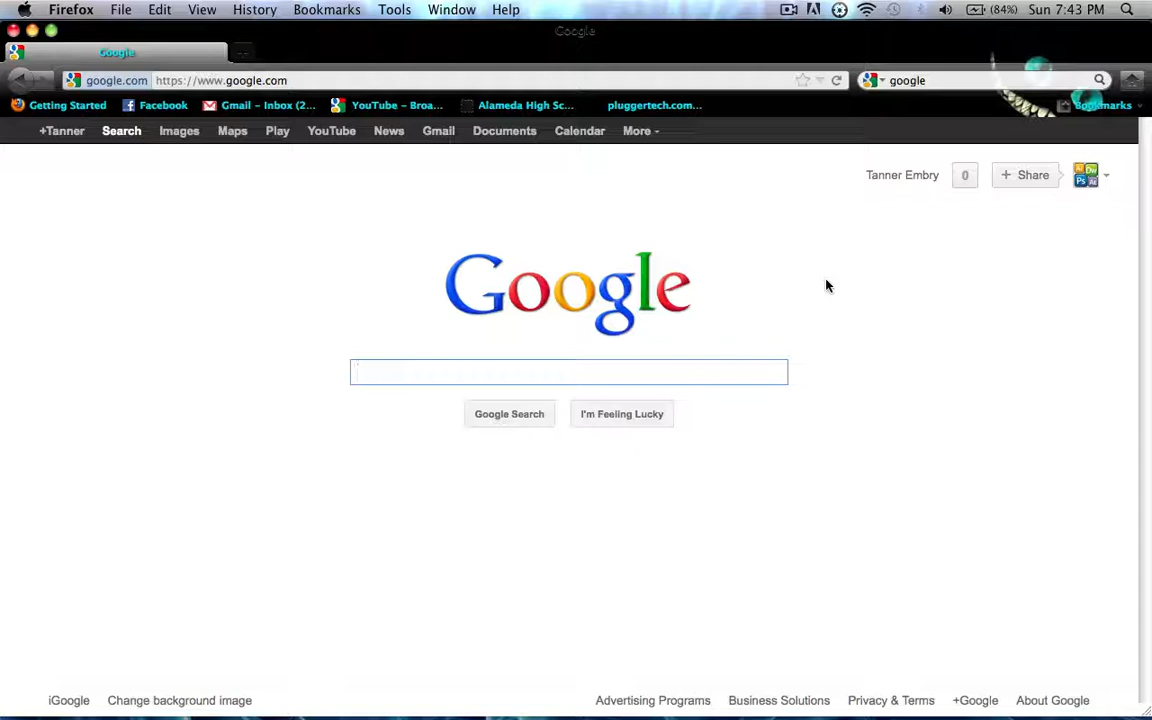 Firefox File Edit View History Bookmarks Tools Window Help (84%) Sun 7:43 PM
Google
Google
google.com https://www.google.com google
Getting Started Facebook Gmail – Inbox (2... YouTube – Broa... Alameda High Sc... pluggertech.com... Bookmarks
+Tanner Search Images Maps Play YouTube News Gmail Documents Calendar More
Tanner Embry 0 + Share
Google
Google Search I'm Feeling Lucky
iGoogle Change background image Advertising Programs Business Solutions Privacy & Terms +Google About Google